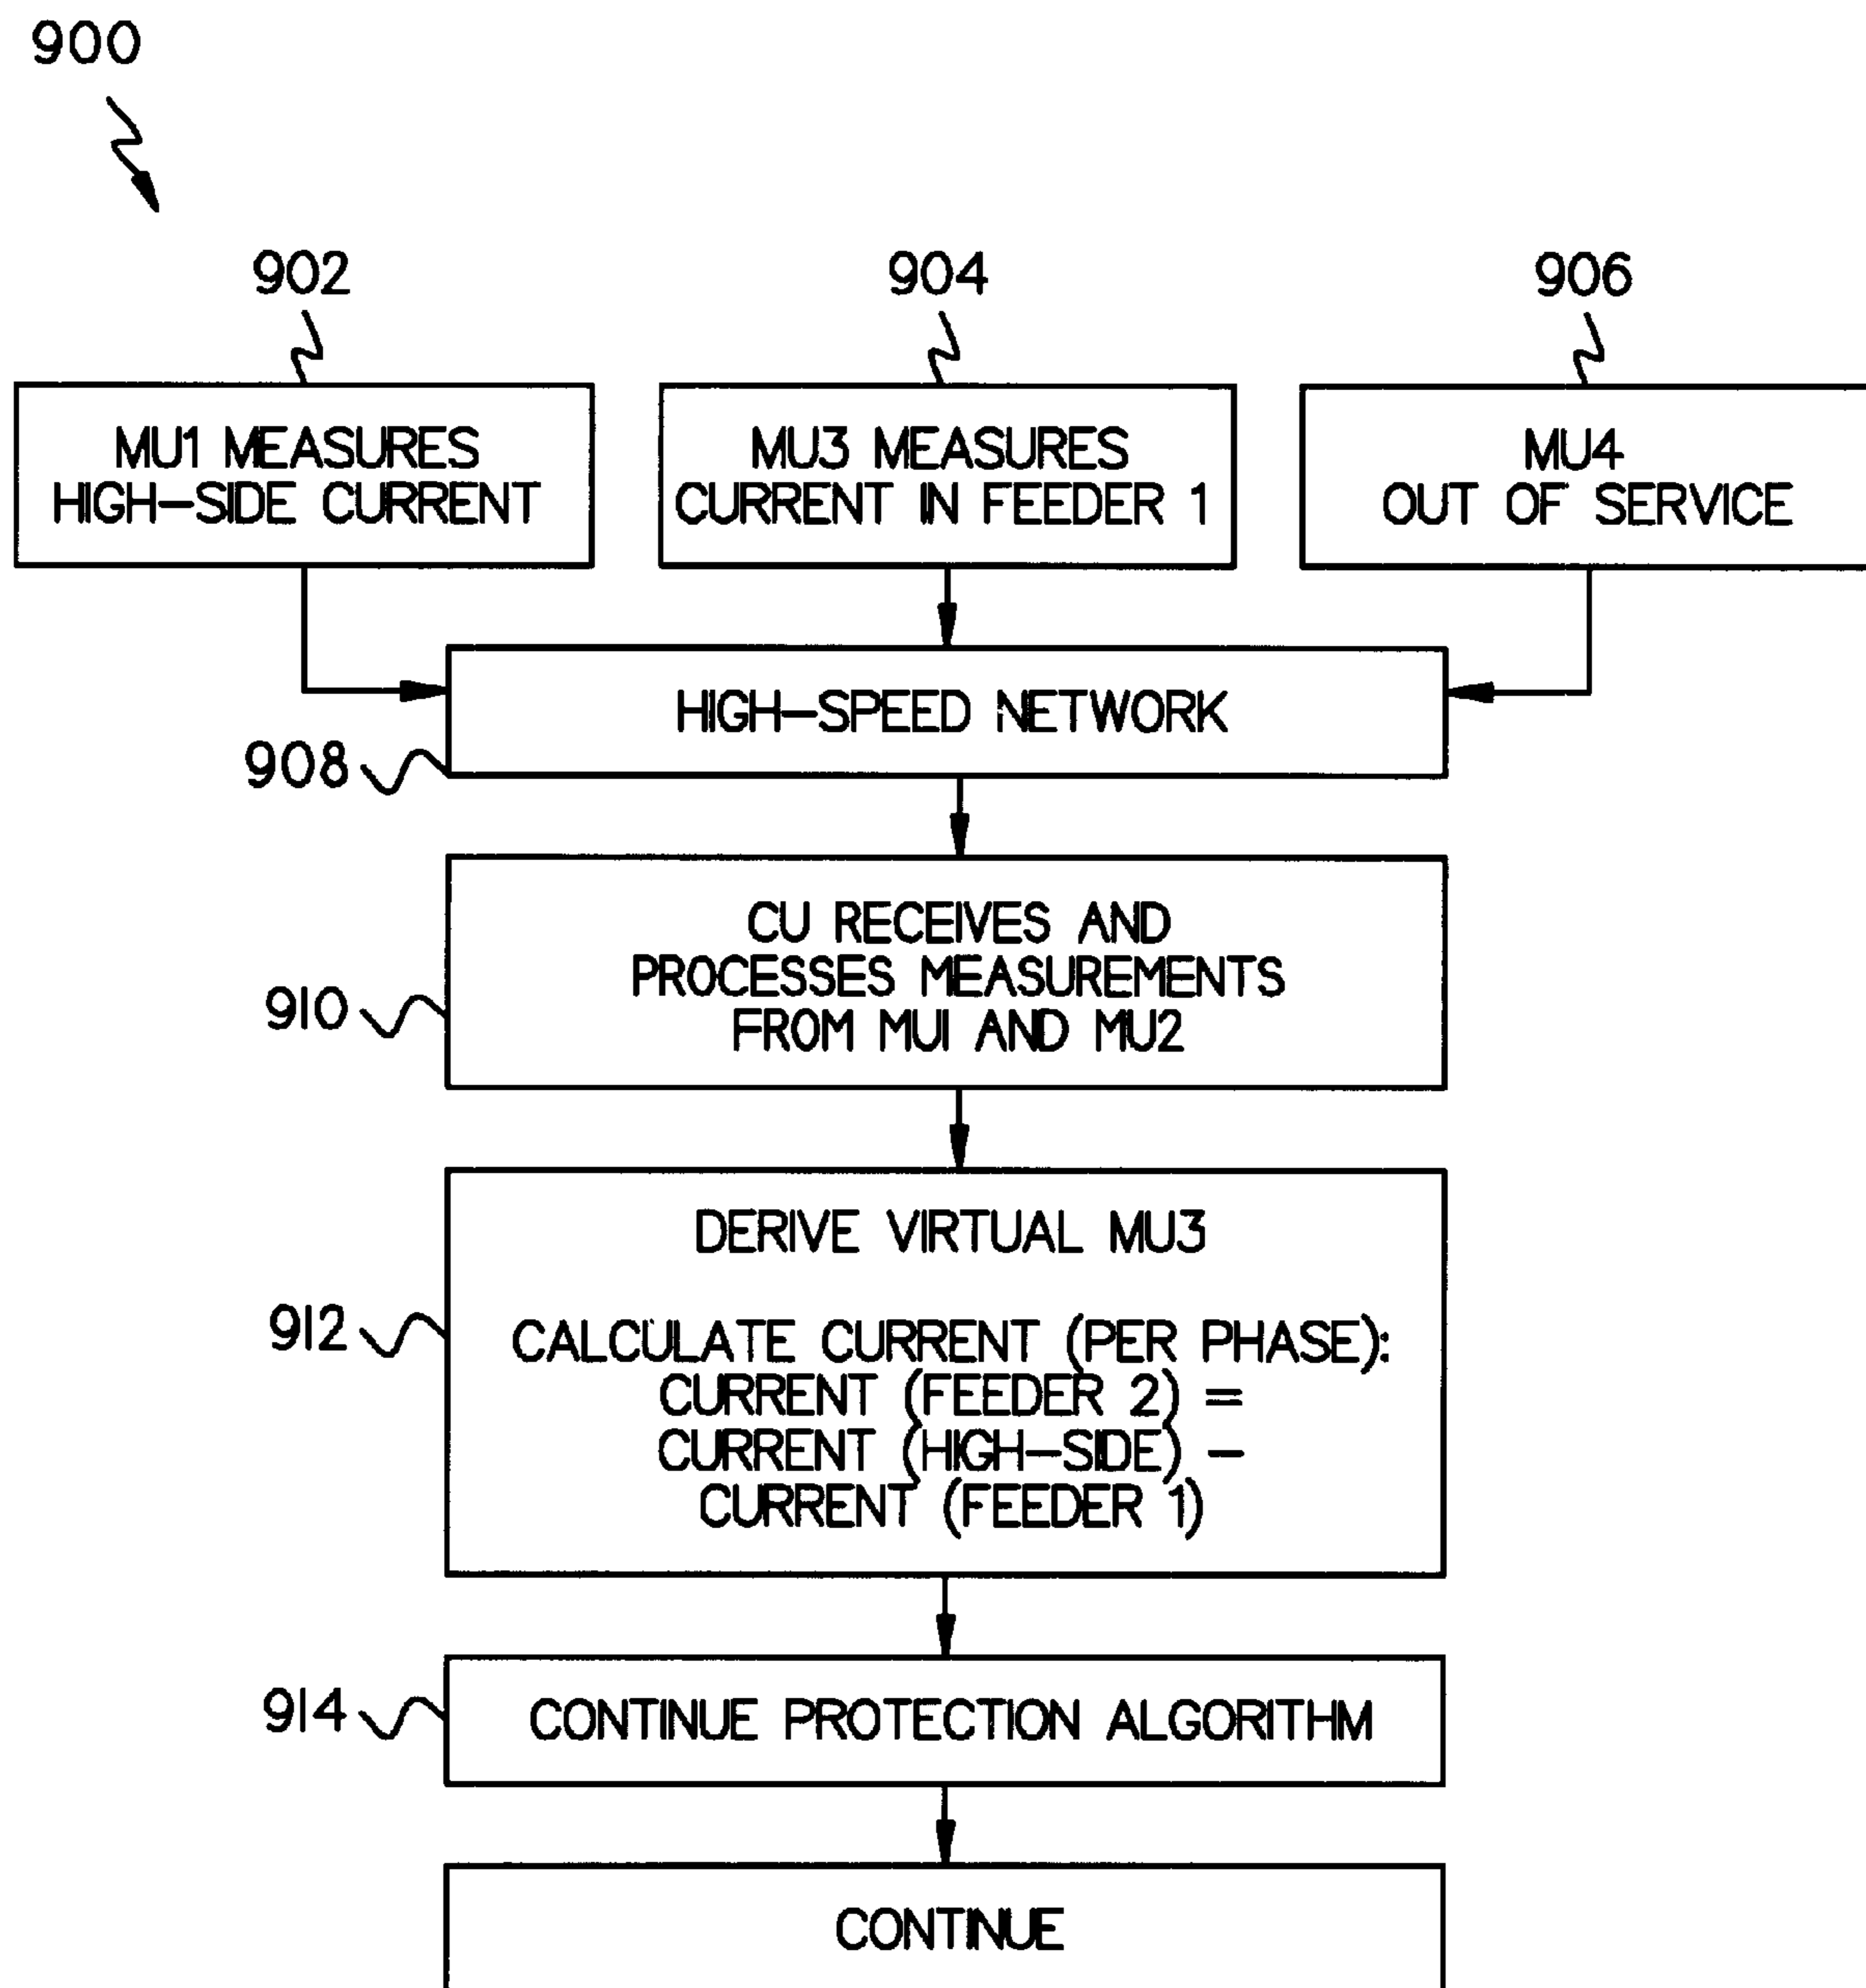 900
902
904
906
MU1 MEASURES
HIGH-SIDE CURRENT
MU3 MEASURES
CURRENT IN FEEDER 1
MU4
OUT OF SERVICE
HIGH-SPEED NETWORK
908
CU RECEIVES AND
PROCESSES MEASUREMENTS
FROM MU1 AND MU2
910
DERIVE VIRTUAL MU3
912
CALCULATE CURRENT (PER PHASE):
CURRENT (FEEDER 2) =
CURRENT (HIGH-SIDE) -
CURRENT (FEEDER 1)
914
CONTINUE PROTECTION ALGORITHM
CONTINUE